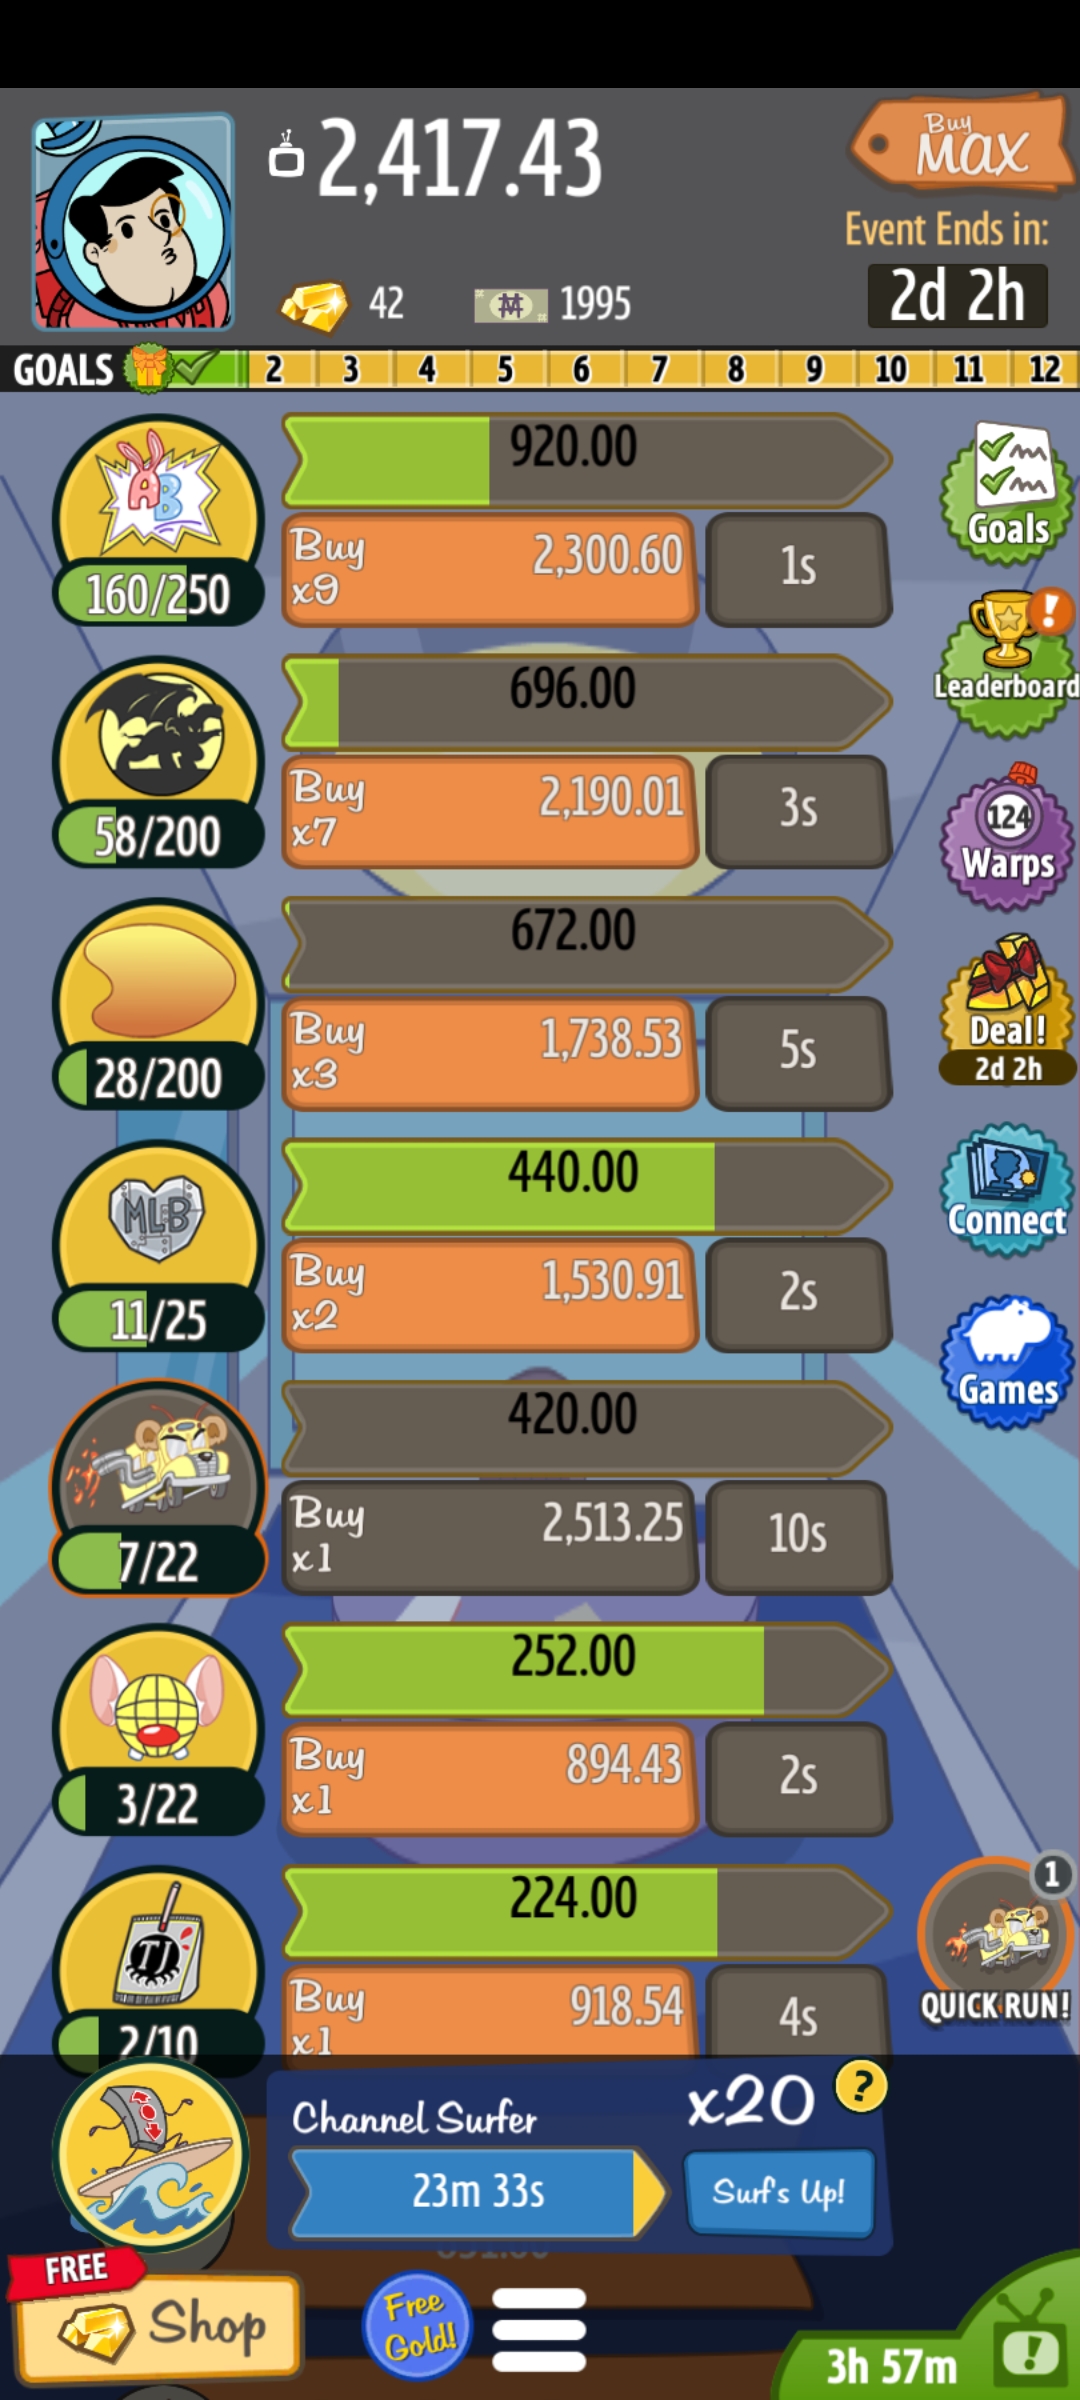 2,417.43
Buy
MAX
Event Ends in:
2d 2h
42
1995
GOALS 2 3 4 5 6 7 8 9 10 11 12
AB
920.00
160/250
Buy
x9
2,300.60
1s
Goals
696.00
58/200
Buy
x7
2,190.01
3s
Leaderboard
672.00
28/200
Buy
x3
1,738.53
5s
124
Warps
Deal!
2d 2h
MLB
440.00
11/25
Buy
x2
1,530.91
2s
Connect
420.00
7/22
Buy
x1
2,513.25
10s
Games
252.00
3/22
Buy
x1
894.43
2s
TJ
224.00
2/10
Buy
x1
918.54
4s
1
QUICK RUN!
Channel Surfer
x20
?
23m 33s
Surf's Up!
FREE
Shop
Free
Gold!
3h 57m